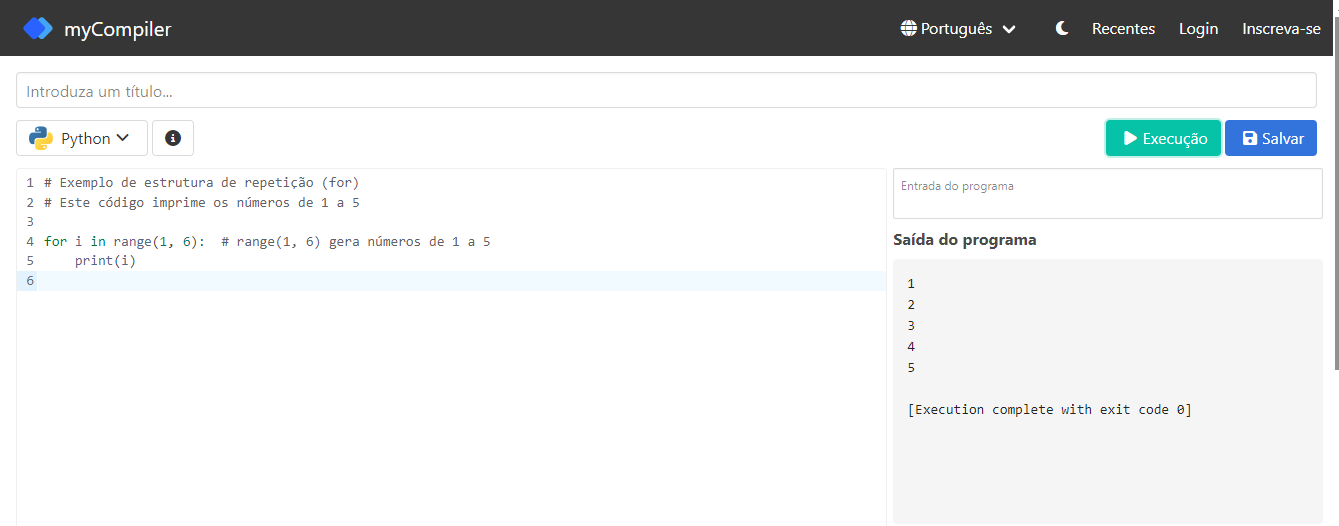 myCompiler
Português
Recentes
Login
Inscreva-se
Introduza um título...
Python
Execução
Salvar
1 # Exemplo de estrutura de repetição (for)
2 # Este código imprime os números de 1 a 5
3
4 for i in range(1, 6):  # range(1, 6) gera números de 1 a 5
5     print(i)
6
Entrada do programa
Saída do programa
1
2
3
4
5
[Execution complete with exit code 0]